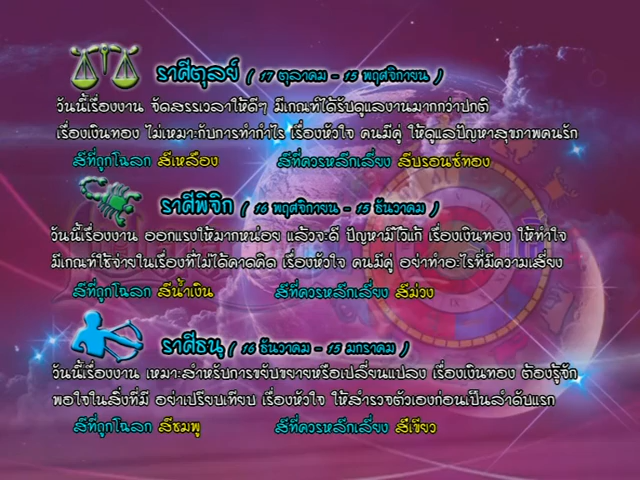 ราศีตุลย์ ( 17 ตุลาคม - 15 พฤศจิกายน )
วันนี้เรื่องงาน จัดสรรเวลาให้ดีๆ มีเกณฑ์ได้รับดูแลงานมากกว่าปกติ
เรื่องเงินทอง ไม่เหมาะกับการทำกำไร เรื่องหัวใจ คนมีคู่ ให้ดูแลปัญหาสุขภาพคนรัก
สีที่ถูกโฉลก สีเหลือง สีที่ควรหลีกเลี่ยง สีบรอนซ์ทอง
ราศีพิจิก ( 16 พฤศจิกายน - 15 ธันวาคม )
วันนี้เรื่องงาน ออกแรงให้มากหน่อย แล้วจะดี ปัญหามีไว้แก้ เรื่องเงินทอง ให้ทำใจ
มีเกณฑ์ใช้จ่ายในเรื่องที่ไม่ได้คาดคิด เรื่องหัวใจ คนมีคู่ อย่าทำอะไรที่มีความเสี่ยง
สีที่ถูกโฉลก สีน้ำเงิน สีที่ควรหลีกเลี่ยง สีม่วง
ราศีธนู ( 16 ธันวาคม - 15 มกราคม )
วันนี้เรื่องงาน เหมาะสำหรับการขยับขยายหรือเปลี่ยนแปลง เรื่องเงินทอง ต้องรู้จัก
พอใจในสิ่งที่มี อย่าเปรียบเทียบ เรื่องหัวใจ ให้สำรวจตัวเองก่อนเป็นลำดับแรก
สีที่ถูกโฉลก สีชมพู สีที่ควรหลีกเลี่ยง สีเขียว